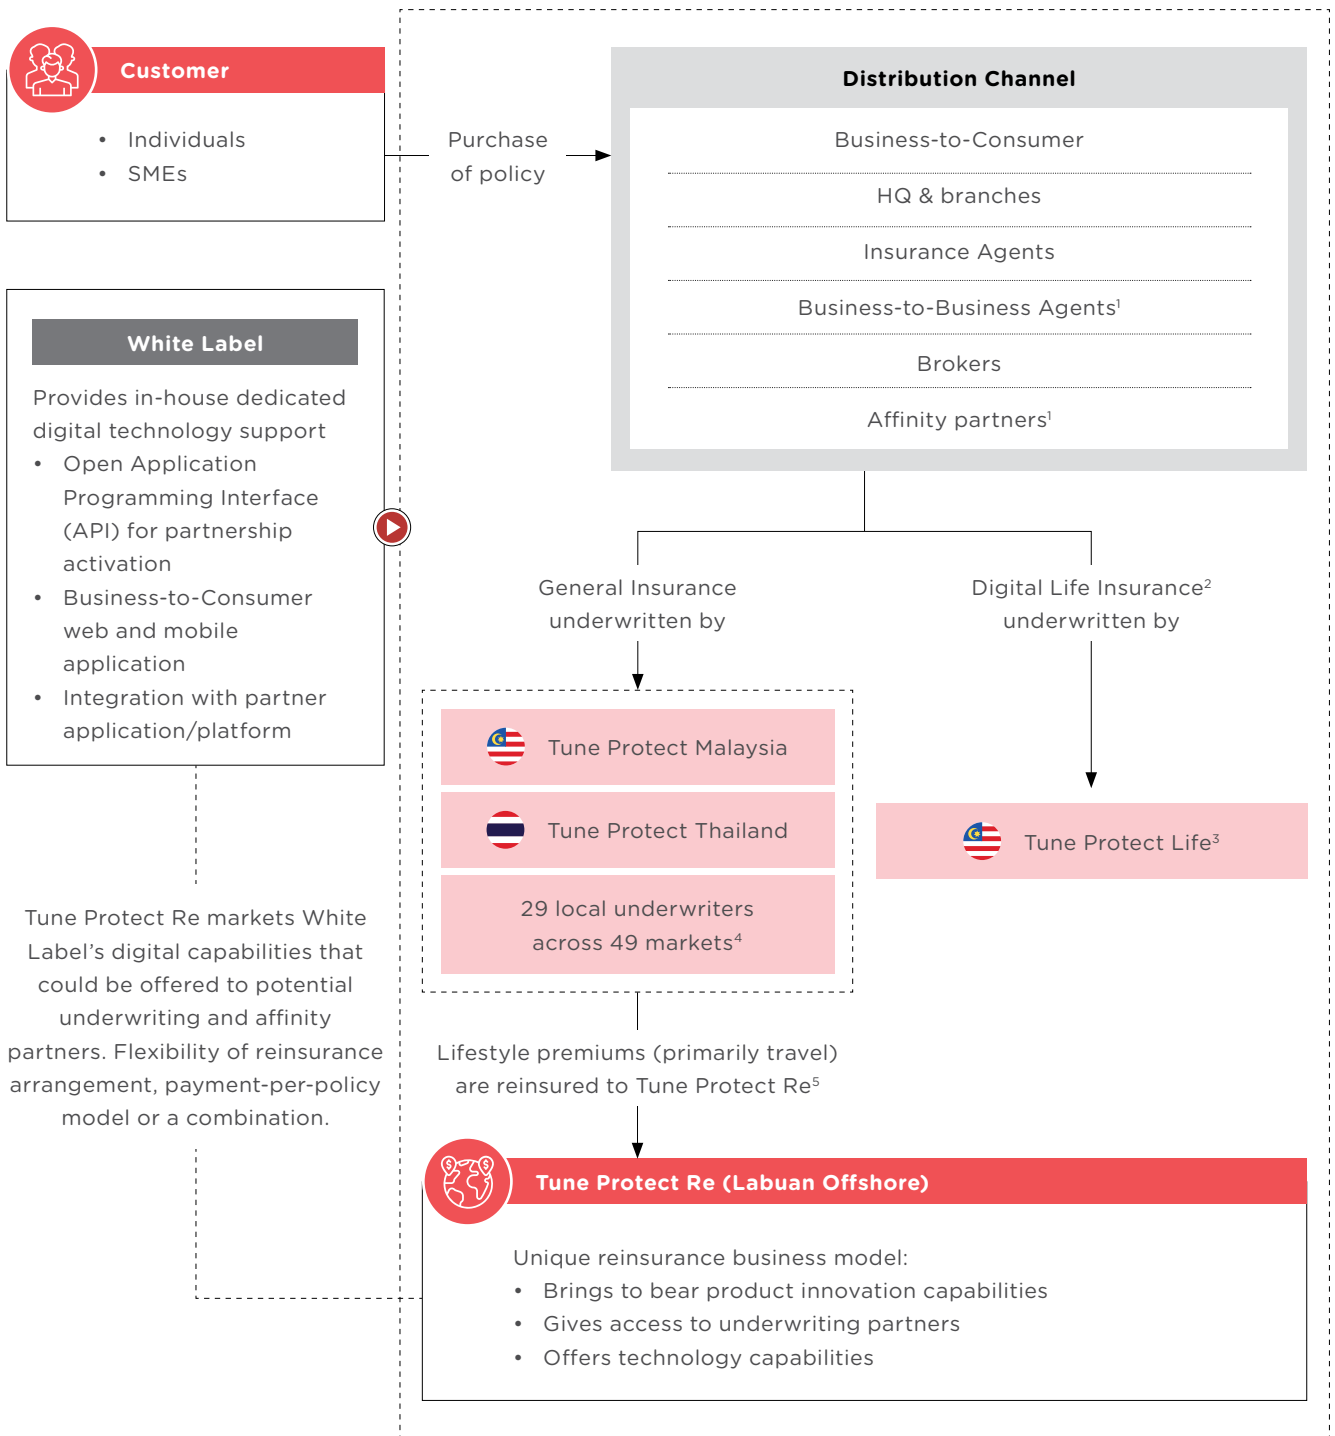 Customer
• Individuals
• SMEs
Purchase
of policy
Distribution Channel
Business-to-Consumer
HQ & branches
Insurance Agents
Business-to-Business Agents¹
Brokers
Affinity partners¹
White Label
Provides in-house dedicated
digital technology support
• Open Application
Programming Interface
(API) for partnership
activation
• Business-to-Consumer
web and mobile
application
• Integration with partner
application/platform
General Insurance
underwritten by
Digital Life Insurance²
underwritten by
Tune Protect Malaysia
Tune Protect Thailand
29 local underwriters
across 49 markets⁴
Tune Protect Life³
Tune Protect Re markets White
Label's digital capabilities that
could be offered to potential
underwriting and affinity
partners. Flexibility of reinsurance
arrangement, payment-per-policy
model or a combination.
Lifestyle premiums (primarily travel)
are reinsured to Tune Protect Re⁵
Tune Protect Re (Labuan Offshore)
Unique reinsurance business model:
• Brings to bear product innovation capabilities
• Gives access to underwriting partners
• Offers technology capabilities